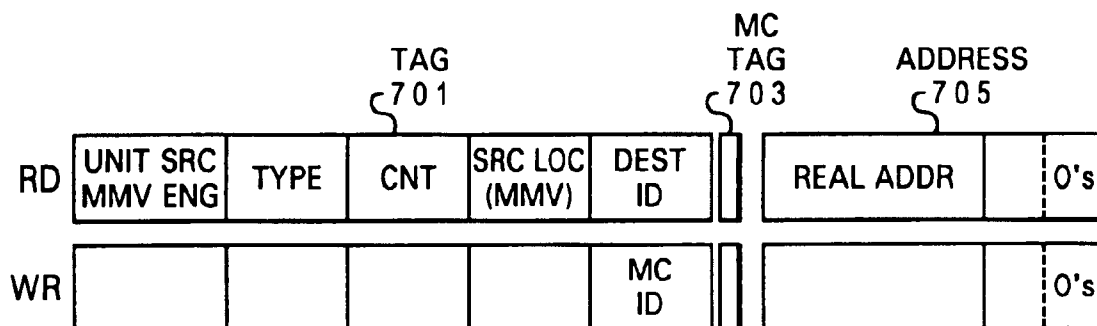 MC
TAG TAG ADDRESS
701 703 705
RD UNIT SRC MMV ENG TYPE CNT SRC LOC (MMV) DEST ID REAL ADDR 0's
WR MC ID 0's